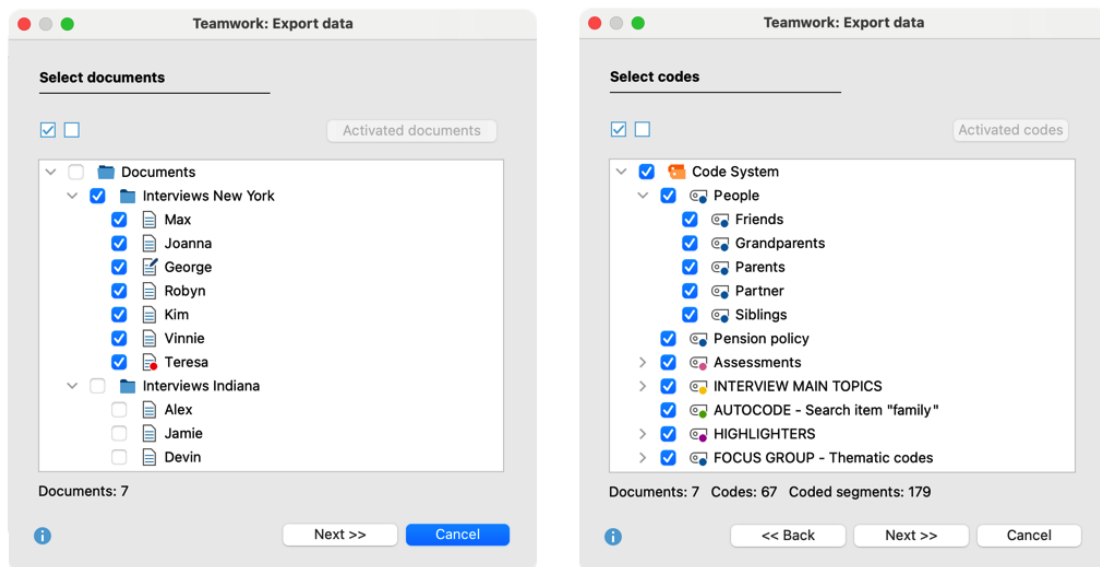 Teamwork: Export data
Select documents
Activated documents
Documents
Interviews New York
Max
Joanna
George
Robyn
Kim
Vinnie
Teresa
Interviews Indiana
Alex
Jamie
Devin
Documents: 7
Next >>
Cancel
Teamwork: Export data
Select codes
Activated codes
Code System
People
Friends
Grandparents
Parents
Partner
Siblings
Pension policy
Assessments
INTERVIEW MAIN TOPICS
AUTOCODE - Search item "family"
HIGHLIGHTERS
FOCUS GROUP - Thematic codes
Documents: 7 Codes: 67 Coded segments: 179
<< Back
Next >>
Cancel